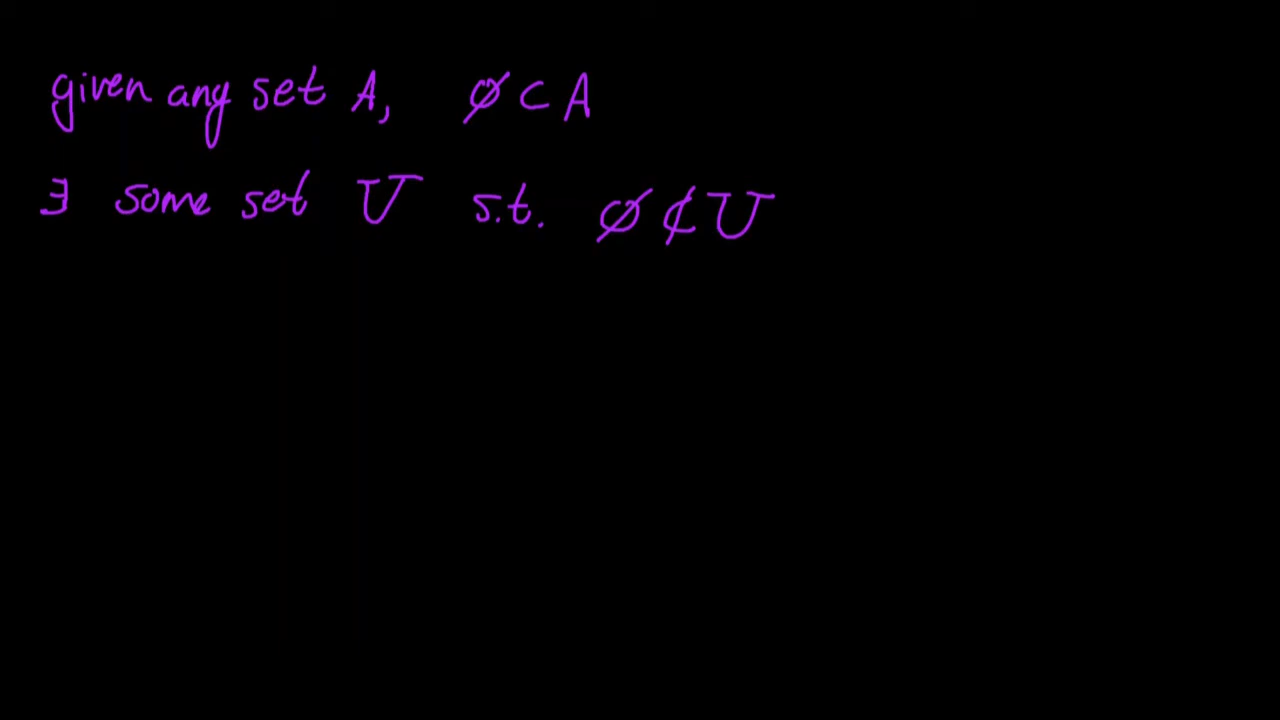 given any set A, ∅ ⊂ A
∃ some set U s.t. ∅ ⊄ U